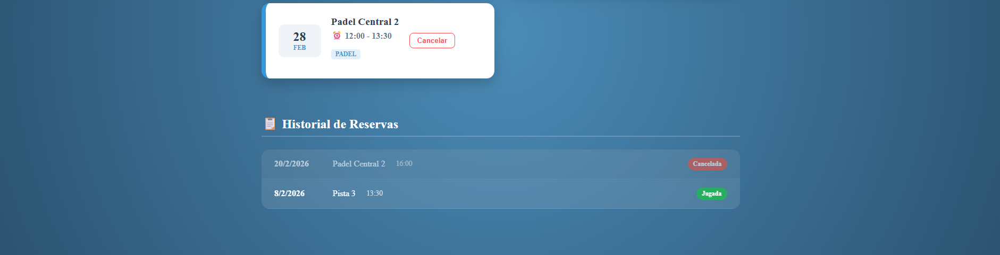 28
FEB
Padel Central 2
⏰ 12:00 - 13:30
PADEL
Cancelar
📋 Historial de Reservas
20/2/2026 Padel Central 2 16:00 Cancelada
8/2/2026 Pista 3 13:30 Jugada